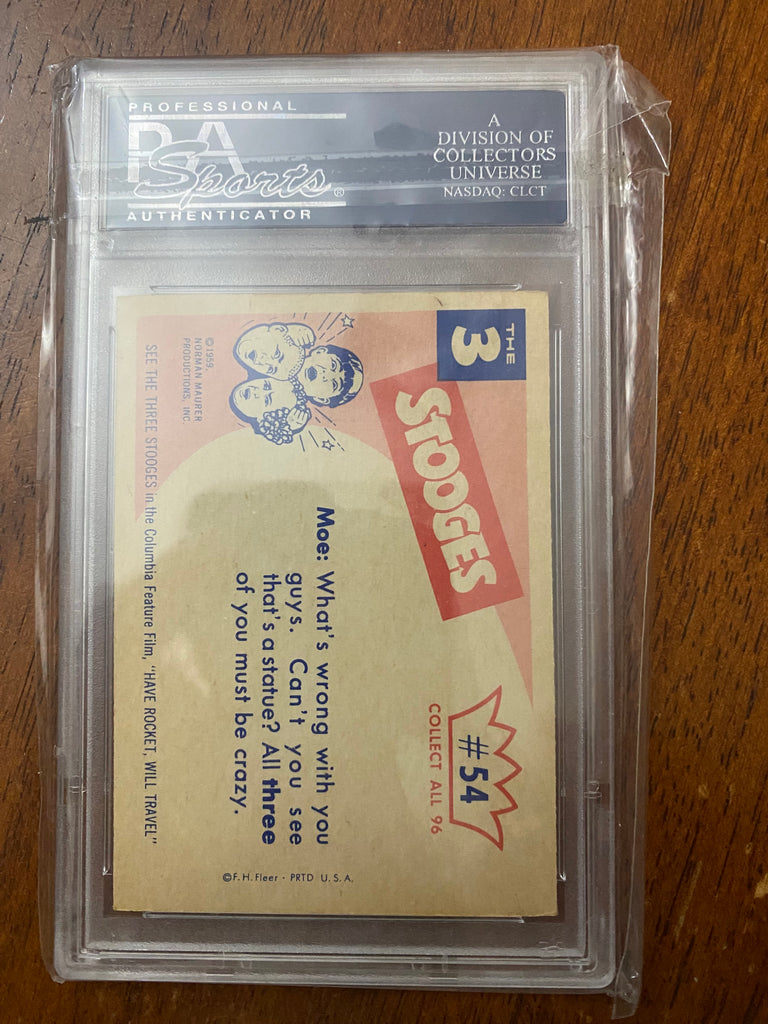 PROFESSIONAL
PSA
Sports®
AUTHENTICATOR
A
DIVISION OF
COLLECTORS
UNIVERSE
NASDAQ: CLCT
THE
3
STOOGES
#54
COLLECT ALL 96
Moe: What's wrong with you
guys. Can't you see
that's a statue? All three
of you must be crazy.
© 1959,
NORMAN MAURER
PRODUCTIONS, INC.
SEE THE THREE STOOGES in the Columbia Feature Film, "HAVE ROCKET, WILL TRAVEL"
©F. H. Fleer · PRTD U. S. A.